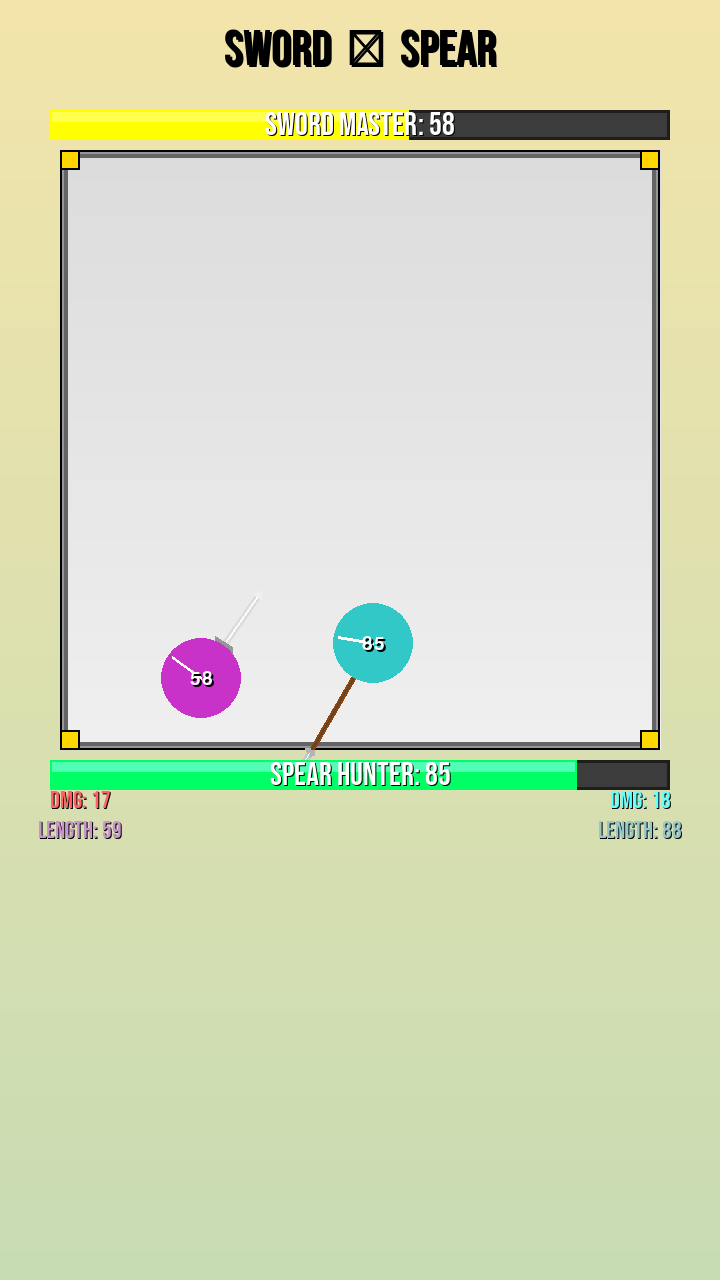 SWORD SPEAR
SWORD MASTER: 58
58
85
SPEAR HUNTER: 85
DMG: 17
DMG: 18
LENGTH: 59
LENGTH: 88